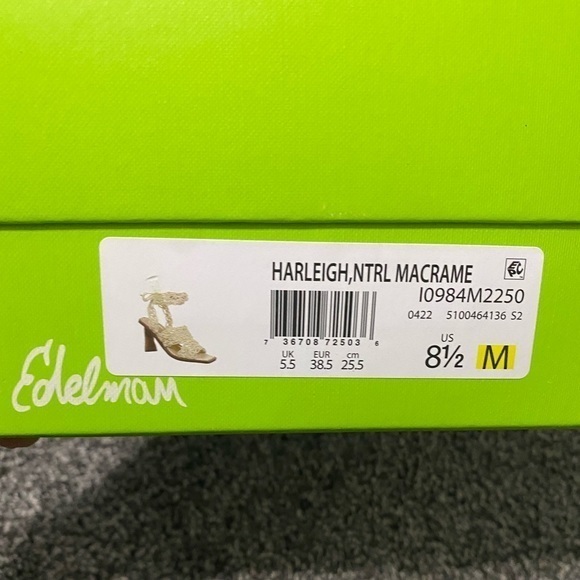 HARLEIGH,NTRL MACRAME
I0984M2250
0422 5100464136 S2
7 36708 72503 6
UK EUR cm
5.5 38.5 25.5
US
8½ M
Edelman